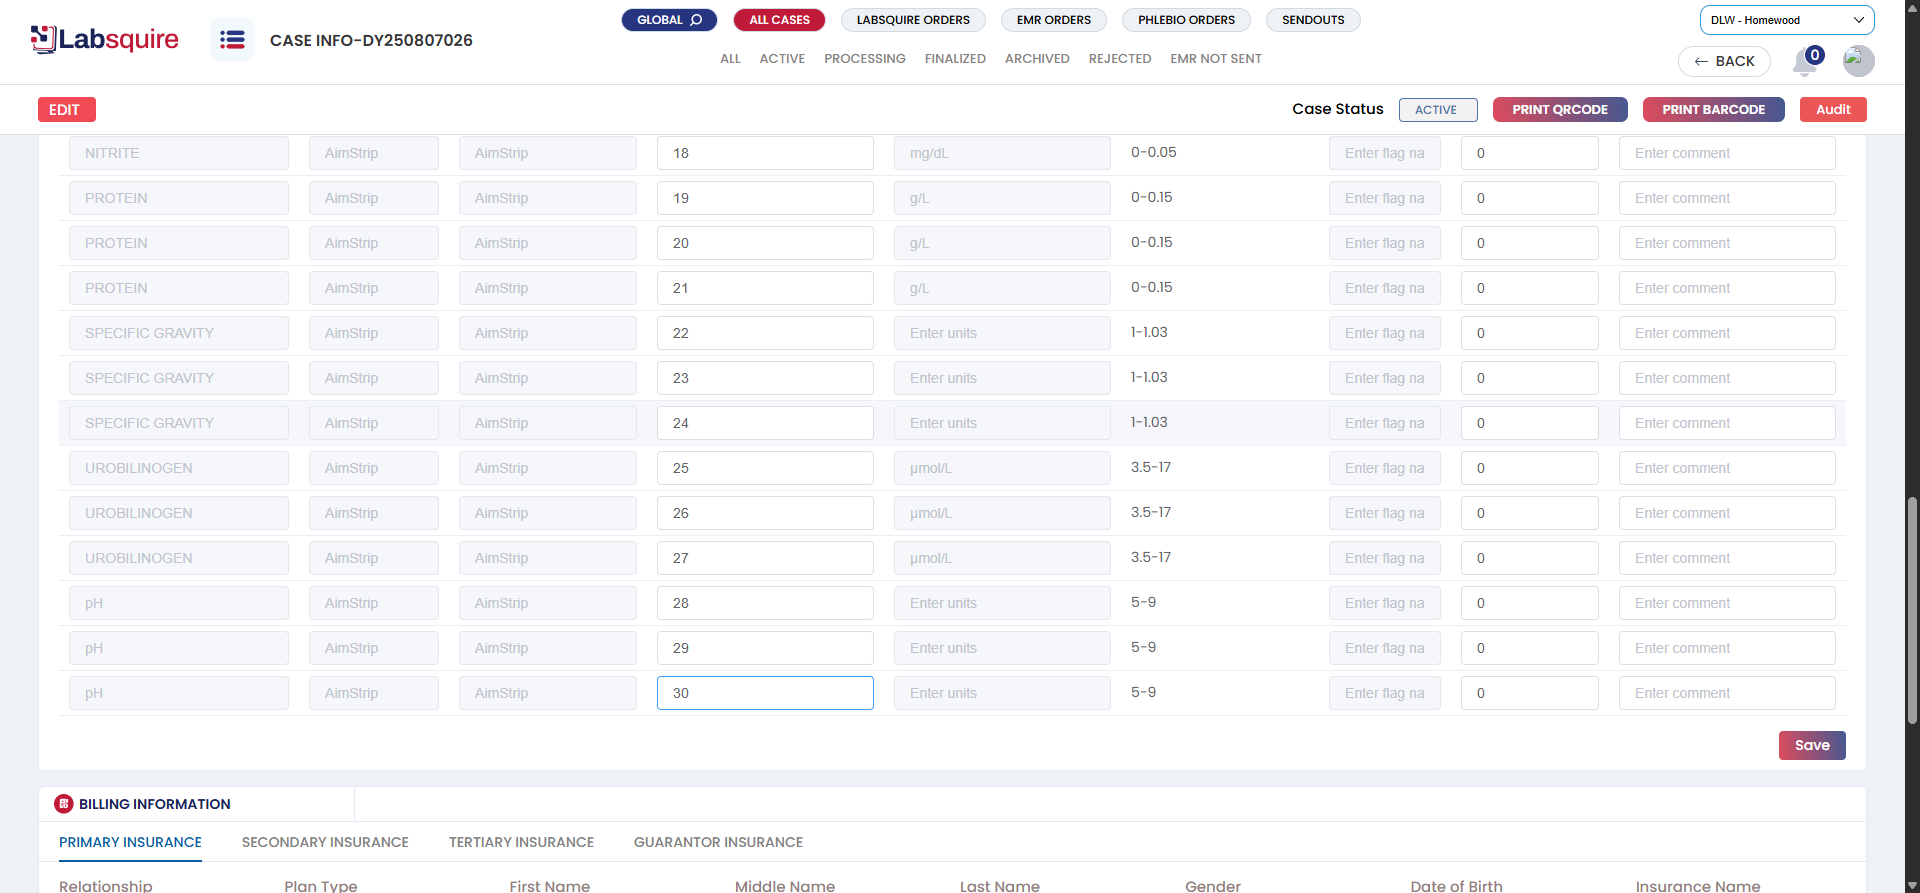 Labsquire
CASE INFO-DY250807026
GLOBAL
ALL CASES
LABSQUIRE ORDERS
EMR ORDERS
PHLEBIO ORDERS
SENDOUTS
ALL
ACTIVE
PROCESSING
FINALIZED
ARCHIVED
REJECTED
EMR NOT SENT
DLW - Homewood
BACK
0
EDIT
Case Status
ACTIVE
PRINT QRCODE
PRINT BARCODE
Audit
NITRITE AimStrip AimStrip 18 mg/dL 0-0.05 Enter flag na 0 Enter comment
PROTEIN AimStrip AimStrip 19 g/L 0-0.15 Enter flag na 0 Enter comment
PROTEIN AimStrip AimStrip 20 g/L 0-0.15 Enter flag na 0 Enter comment
PROTEIN AimStrip AimStrip 21 g/L 0-0.15 Enter flag na 0 Enter comment
SPECIFIC GRAVITY AimStrip AimStrip 22 Enter units 1-1.03 Enter flag na 0 Enter comment
SPECIFIC GRAVITY AimStrip AimStrip 23 Enter units 1-1.03 Enter flag na 0 Enter comment
SPECIFIC GRAVITY AimStrip AimStrip 24 Enter units 1-1.03 Enter flag na 0 Enter comment
UROBILINOGEN AimStrip AimStrip 25 µmol/L 3.5-17 Enter flag na 0 Enter comment
UROBILINOGEN AimStrip AimStrip 26 µmol/L 3.5-17 Enter flag na 0 Enter comment
UROBILINOGEN AimStrip AimStrip 27 µmol/L 3.5-17 Enter flag na 0 Enter comment
pH AimStrip AimStrip 28 Enter units 5-9 Enter flag na 0 Enter comment
pH AimStrip AimStrip 29 Enter units 5-9 Enter flag na 0 Enter comment
pH AimStrip AimStrip 30 Enter units 5-9 Enter flag na 0 Enter comment
Save
BILLING INFORMATION
PRIMARY INSURANCE SECONDARY INSURANCE TERTIARY INSURANCE GUARANTOR INSURANCE
Relationship Plan Type First Name Middle Name Last Name Gender Date of Birth Insurance Name